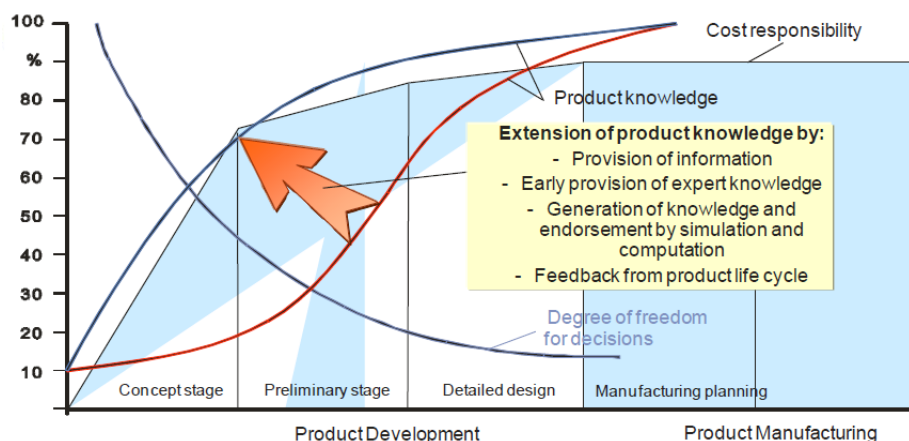 100
%
80
70
60
50
40
30
20
10
Cost responsibility
Product knowledge
Extension of product knowledge by:
- Provision of information
- Early provision of expert knowledge
- Generation of knowledge and
endorsement by simulation and
computation
- Feedback from product life cycle
Degree of freedom
for decisions
Concept stage
Preliminary stage
Detailed design
Manufacturing planning
Product Development
Product Manufacturing